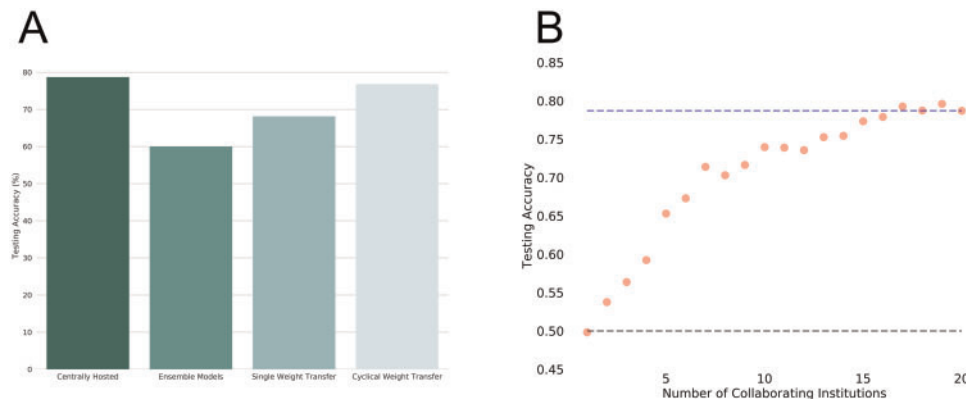 A
Testing Accuracy (%)
80
70
60
50
40
30
20
10
0
Centrally Hosted
Ensemble Models
Single Weight Transfer
Cyclical Weight Transfer
B
Testing Accuracy
0.85
0.80
0.75
0.70
0.65
0.60
0.55
0.50
0.45
5
10
15
20
Number of Collaborating Institutions